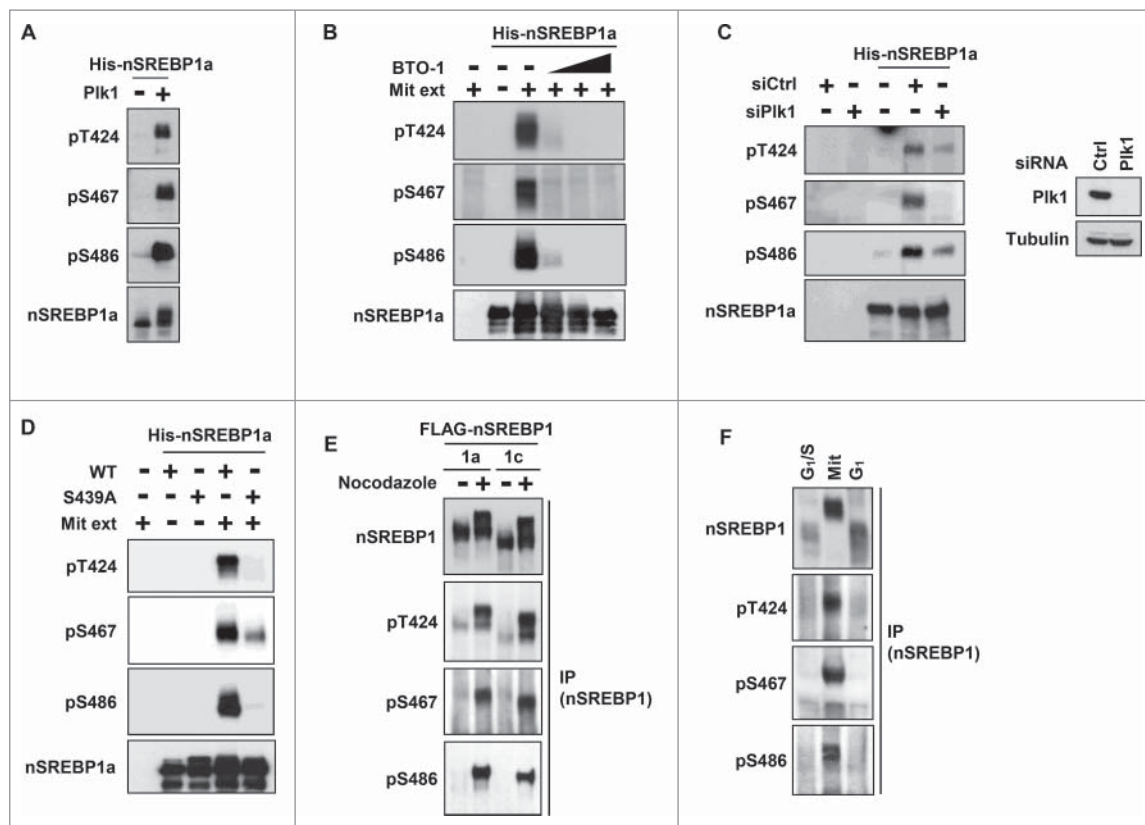 A
His-nSREBP1a
Plk1 - +
pT424
pS467
pS486
nSREBP1a
B
His-nSREBP1a
BTO-1 - - -
Mit ext + - + + + +
pT424
pS467
pS486
nSREBP1a
C
His-nSREBP1a
siCtrl + - - + -
siPlk1 - + - - +
pT424
pS467
pS486
nSREBP1a
siRNA Ctrl Plk1
Plk1
Tubulin
D
His-nSREBP1a
WT - + - + -
S439A - - + - +
Mit ext + - - + +
pT424
pS467
pS486
nSREBP1a
E
FLAG-nSREBP1
1a 1c
Nocodazole - + - +
nSREBP1
pT424
pS467
pS486
IP
(nSREBP1)
F
G₁/S Mit G₁
nSREBP1
pT424
pS467
pS486
IP
(nSREBP1)